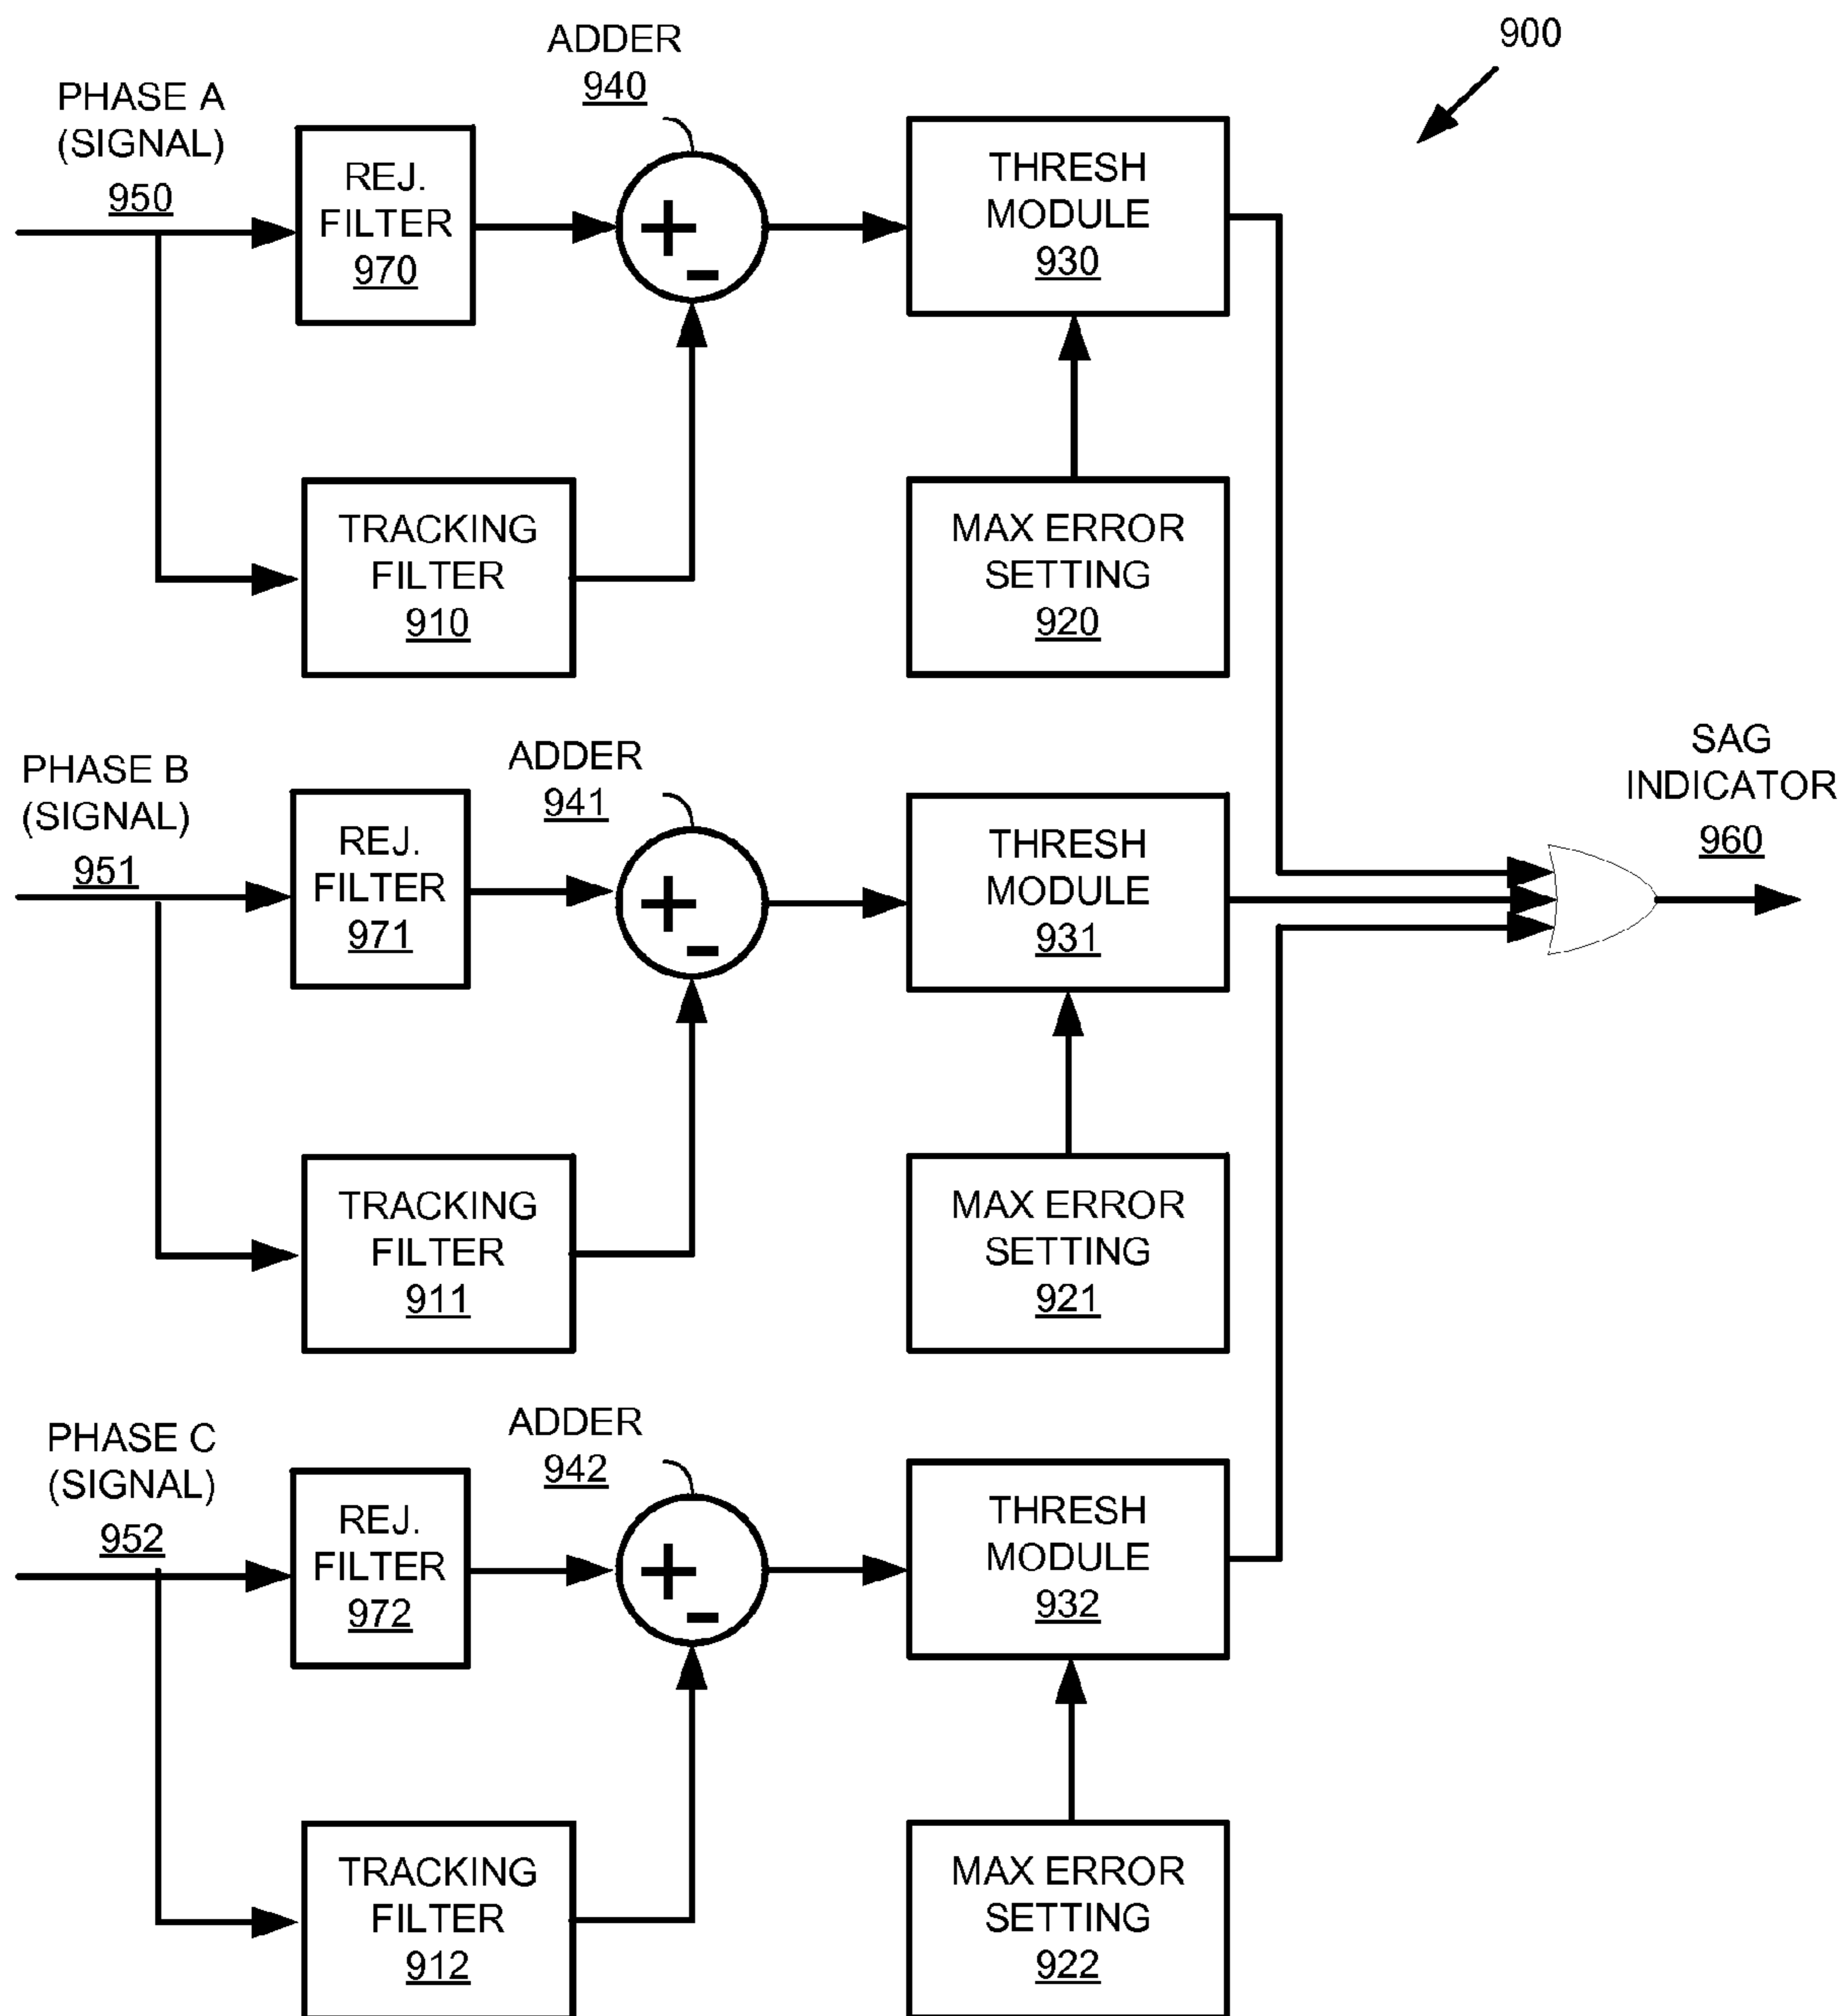 900
ADDER
940
PHASE A
(SIGNAL)
950
REJ.
FILTER
970
+
-
THRESH
MODULE
930
TRACKING
FILTER
910
MAX ERROR
SETTING
920
PHASE B
(SIGNAL)
951
REJ.
FILTER
971
ADDER
941
+
-
THRESH
MODULE
931
SAG
INDICATOR
960
TRACKING
FILTER
911
MAX ERROR
SETTING
921
PHASE C
(SIGNAL)
952
REJ.
FILTER
972
ADDER
942
+
-
THRESH
MODULE
932
TRACKING
FILTER
912
MAX ERROR
SETTING
922